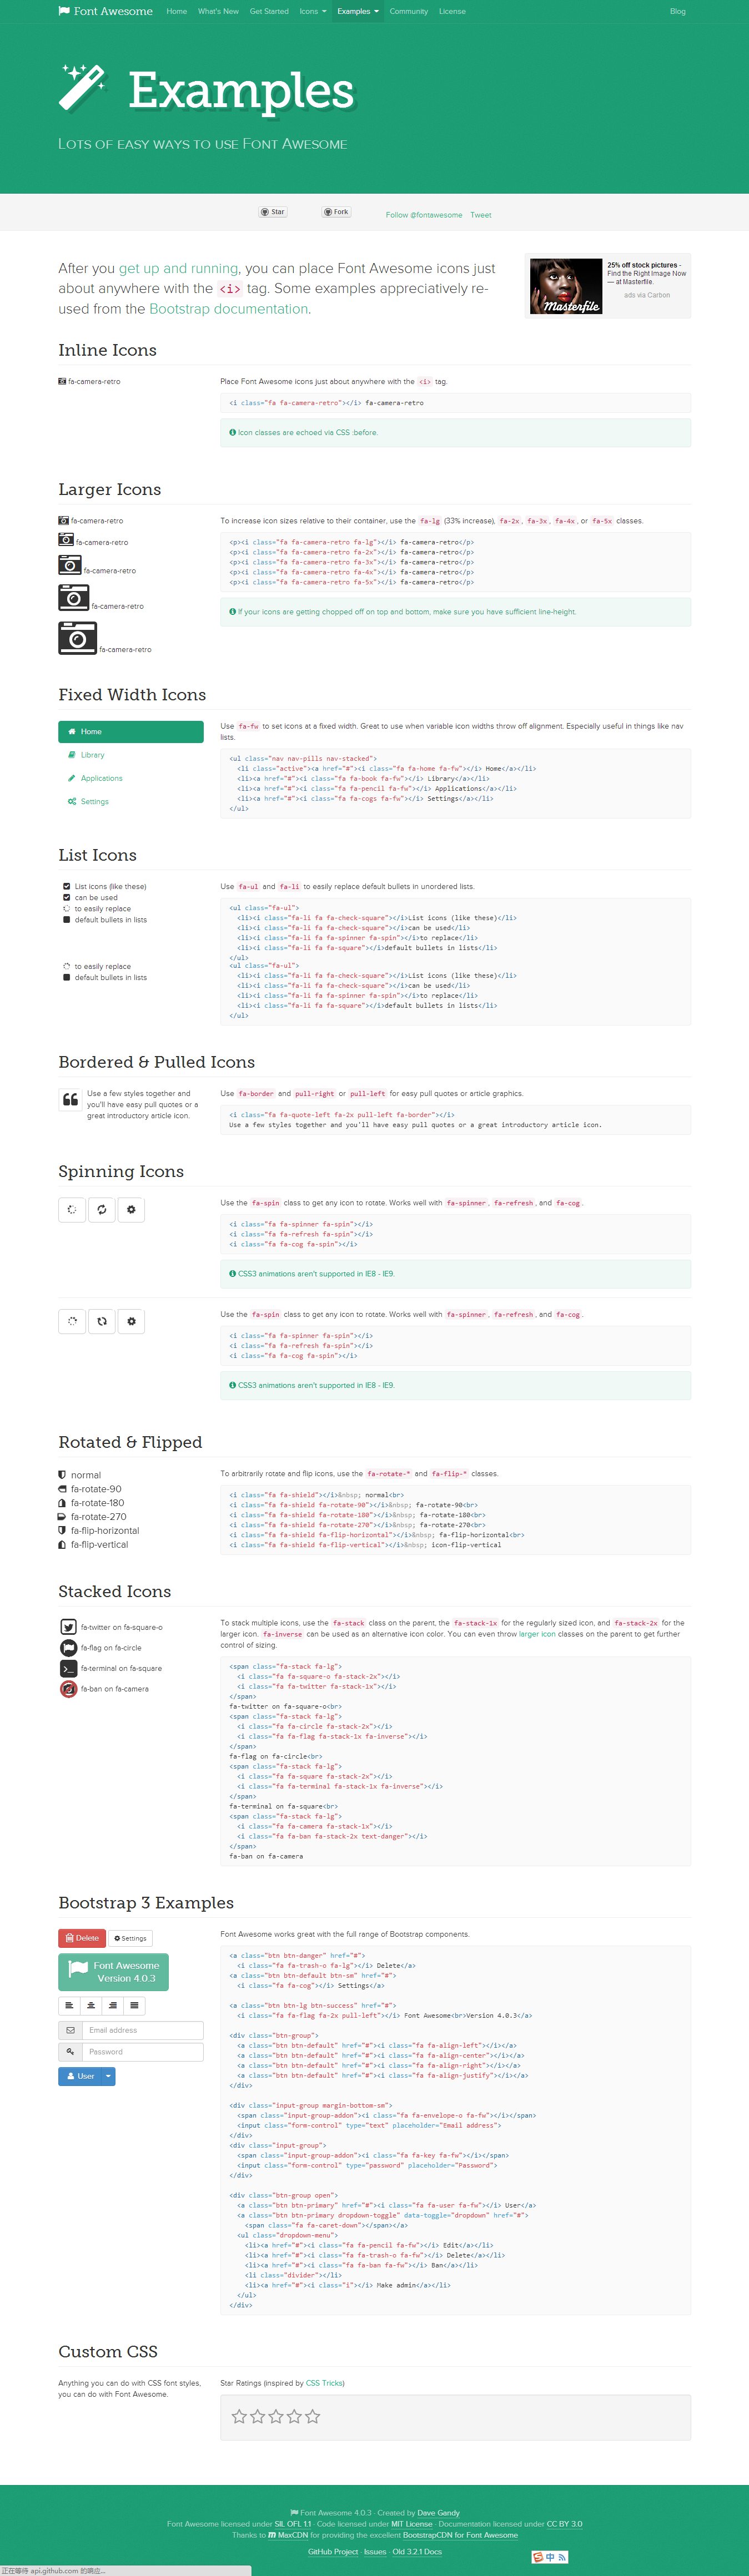 Font Awesome Home What's New Get Started Icons Examples Community License Blog
Examples
Lots of easy ways to use Font Awesome
Star Fork Follow @fontawesome Tweet
After you get up and running, you can place Font Awesome icons just
about anywhere with the <i> tag. Some examples appreciatively re-
used from the Bootstrap documentation.
Masterfile
25% off stock pictures -
Find the Right Image Now
— at Masterfile.
ads via Carbon
Inline Icons
fa-camera-retro
Place Font Awesome icons just about anywhere with the <i> tag.
<i class="fa fa-camera-retro"></i> fa-camera-retro
Icon classes are echoed via CSS :before.
Larger Icons
fa-camera-retro
fa-camera-retro
fa-camera-retro
fa-camera-retro
fa-camera-retro
To increase icon sizes relative to their container, use the fa-lg (33% increase), fa-2x, fa-3x, fa-4x, or fa-5x classes.
<p><i class="fa fa-camera-retro fa-lg"></i> fa-camera-retro</p>
<p><i class="fa fa-camera-retro fa-2x"></i> fa-camera-retro</p>
<p><i class="fa fa-camera-retro fa-3x"></i> fa-camera-retro</p>
<p><i class="fa fa-camera-retro fa-4x"></i> fa-camera-retro</p>
<p><i class="fa fa-camera-retro fa-5x"></i> fa-camera-retro</p>
If your icons are getting chopped off on top and bottom, make sure you have sufficient line-height.
Fixed Width Icons
Home
Library
Applications
Settings
Use fa-fw to set icons at a fixed width. Great to use when variable icon widths throw off alignment. Especially useful in things like nav
lists.
<ul class="nav nav-pills nav-stacked">
<li class="active"><a href="#"><i class="fa fa-home fa-fw"></i> Home</a></li>
<li><a href="#"><i class="fa fa-book fa-fw"></i> Library</a></li>
<li><a href="#"><i class="fa fa-pencil fa-fw"></i> Applications</a></li>
<li><a href="#"><i class="fa fa-cogs fa-fw"></i> Settings</a></li>
</ul>
List Icons
List icons (like these)
can be used
to easily replace
default bullets in lists
to easily replace
default bullets in lists
Use fa-ul and fa-li to easily replace default bullets in unordered lists.
<ul class="fa-ul">
<li><i class="fa-li fa fa-check-square"></i>List icons (like these)</li>
<li><i class="fa-li fa fa-check-square"></i>can be used</li>
<li><i class="fa-li fa fa-spinner fa-spin"></i>to replace</li>
<li><i class="fa-li fa fa-square"></i>default bullets in lists</li>
</ul>
<ul class="fa-ul">
<li><i class="fa-li fa fa-check-square"></i>List icons (like these)</li>
<li><i class="fa-li fa fa-check-square"></i>can be used</li>
<li><i class="fa-li fa fa-spinner fa-spin"></i>to replace</li>
<li><i class="fa-li fa fa-square"></i>default bullets in lists</li>
</ul>
Bordered & Pulled Icons
Use a few styles together and
you'll have easy pull quotes or a
great introductory article icon.
Use fa-border and pull-right or pull-left for easy pull quotes or article graphics.
<i class="fa fa-quote-left fa-2x pull-left fa-border"></i>
Use a few styles together and you'll have easy pull quotes or a great introductory article icon.
Spinning Icons
Use the fa-spin class to get any icon to rotate. Works well with fa-spinner, fa-refresh, and fa-cog.
<i class="fa fa-spinner fa-spin"></i>
<i class="fa fa-refresh fa-spin"></i>
<i class="fa fa-cog fa-spin"></i>
CSS3 animations aren't supported in IE8 - IE9.
Use the fa-spin class to get any icon to rotate. Works well with fa-spinner, fa-refresh, and fa-cog.
<i class="fa fa-spinner fa-spin"></i>
<i class="fa fa-refresh fa-spin"></i>
<i class="fa fa-cog fa-spin"></i>
CSS3 animations aren't supported in IE8 - IE9.
Rotated & Flipped
normal
fa-rotate-90
fa-rotate-180
fa-rotate-270
fa-flip-horizontal
fa-flip-vertical
To arbitrarily rotate and flip icons, use the fa-rotate-* and fa-flip-* classes.
<i class="fa fa-shield"></i>&nbsp; normal<br>
<i class="fa fa-shield fa-rotate-90"></i>&nbsp; fa-rotate-90<br>
<i class="fa fa-shield fa-rotate-180"></i>&nbsp; fa-rotate-180<br>
<i class="fa fa-shield fa-rotate-270"></i>&nbsp; fa-rotate-270<br>
<i class="fa fa-shield fa-flip-horizontal"></i>&nbsp; fa-flip-horizontal<br>
<i class="fa fa-shield fa-flip-vertical"></i>&nbsp; icon-flip-vertical
Stacked Icons
fa-twitter on fa-square-o
fa-flag on fa-circle
fa-terminal on fa-square
fa-ban on fa-camera
To stack multiple icons, use the fa-stack class on the parent, the fa-stack-1x for the regularly sized icon, and fa-stack-2x for the
larger icon. fa-inverse can be used as an alternative icon color. You can even throw larger icon classes on the parent to get further
control of sizing.
<span class="fa-stack fa-lg">
<i class="fa fa-square-o fa-stack-2x"></i>
<i class="fa fa-twitter fa-stack-1x"></i>
</span>
fa-twitter on fa-square-o<br>
<span class="fa-stack fa-lg">
<i class="fa fa-circle fa-stack-2x"></i>
<i class="fa fa-flag fa-stack-1x fa-inverse"></i>
</span>
fa-flag on fa-circle<br>
<span class="fa-stack fa-lg">
<i class="fa fa-square fa-stack-2x"></i>
<i class="fa fa-terminal fa-stack-1x fa-inverse"></i>
</span>
fa-terminal on fa-square<br>
<span class="fa-stack fa-lg">
<i class="fa fa-camera fa-stack-1x"></i>
<i class="fa fa-ban fa-stack-2x text-danger"></i>
</span>
fa-ban on fa-camera
Bootstrap 3 Examples
Delete Settings
Font Awesome
Version 4.0.3
Email address
Password
User
Font Awesome works great with the full range of Bootstrap components.
<a class="btn btn-danger" href="#">
<i class="fa fa-trash-o fa-lg"></i> Delete</a>
<a class="btn btn-default btn-sm" href="#">
<i class="fa fa-cog"></i> Settings</a>
<a class="btn btn-lg btn-success" href="#">
<i class="fa fa-flag fa-2x pull-left"></i> Font Awesome<br>Version 4.0.3</a>
<div class="btn-group">
<a class="btn btn-default" href="#"><i class="fa fa-align-left"></i></a>
<a class="btn btn-default" href="#"><i class="fa fa-align-center"></i></a>
<a class="btn btn-default" href="#"><i class="fa fa-align-right"></i></a>
<a class="btn btn-default" href="#"><i class="fa fa-align-justify"></i></a>
</div>
<div class="input-group margin-bottom-sm">
<span class="input-group-addon"><i class="fa fa-envelope-o fa-fw"></i></span>
<input class="form-control" type="text" placeholder="Email address">
</div>
<div class="input-group">
<span class="input-group-addon"><i class="fa fa-key fa-fw"></i></span>
<input class="form-control" type="password" placeholder="Password">
</div>
<div class="btn-group open">
<a class="btn btn-primary" href="#"><i class="fa fa-user fa-fw"></i> User</a>
<a class="btn btn-primary dropdown-toggle" data-toggle="dropdown" href="#">
<span class="fa fa-caret-down"></span></a>
<ul class="dropdown-menu">
<li><a href="#"><i class="fa fa-pencil fa-fw"></i> Edit</a></li>
<li><a href="#"><i class="fa fa-trash-o fa-fw"></i> Delete</a></li>
<li><a href="#"><i class="fa fa-ban fa-fw"></i> Ban</a></li>
<li class="divider"></li>
<li><a href="#"><i class="i"></i> Make admin</a></li>
</ul>
</div>
Custom CSS
Anything you can do with CSS font styles,
you can do with Font Awesome.
Star Ratings (inspired by CSS Tricks)
Font Awesome 4.0.3 · Created by Dave Gandy
Font Awesome licensed under SIL OFL 1.1 · Code licensed under MIT License · Documentation licensed under CC BY 3.0
Thanks to MaxCDN for providing the excellent BootstrapCDN for Font Awesome
GitHub Project · Issues · Old 3.2.1 Docs
中
正在等待 api.github.com 的响应...